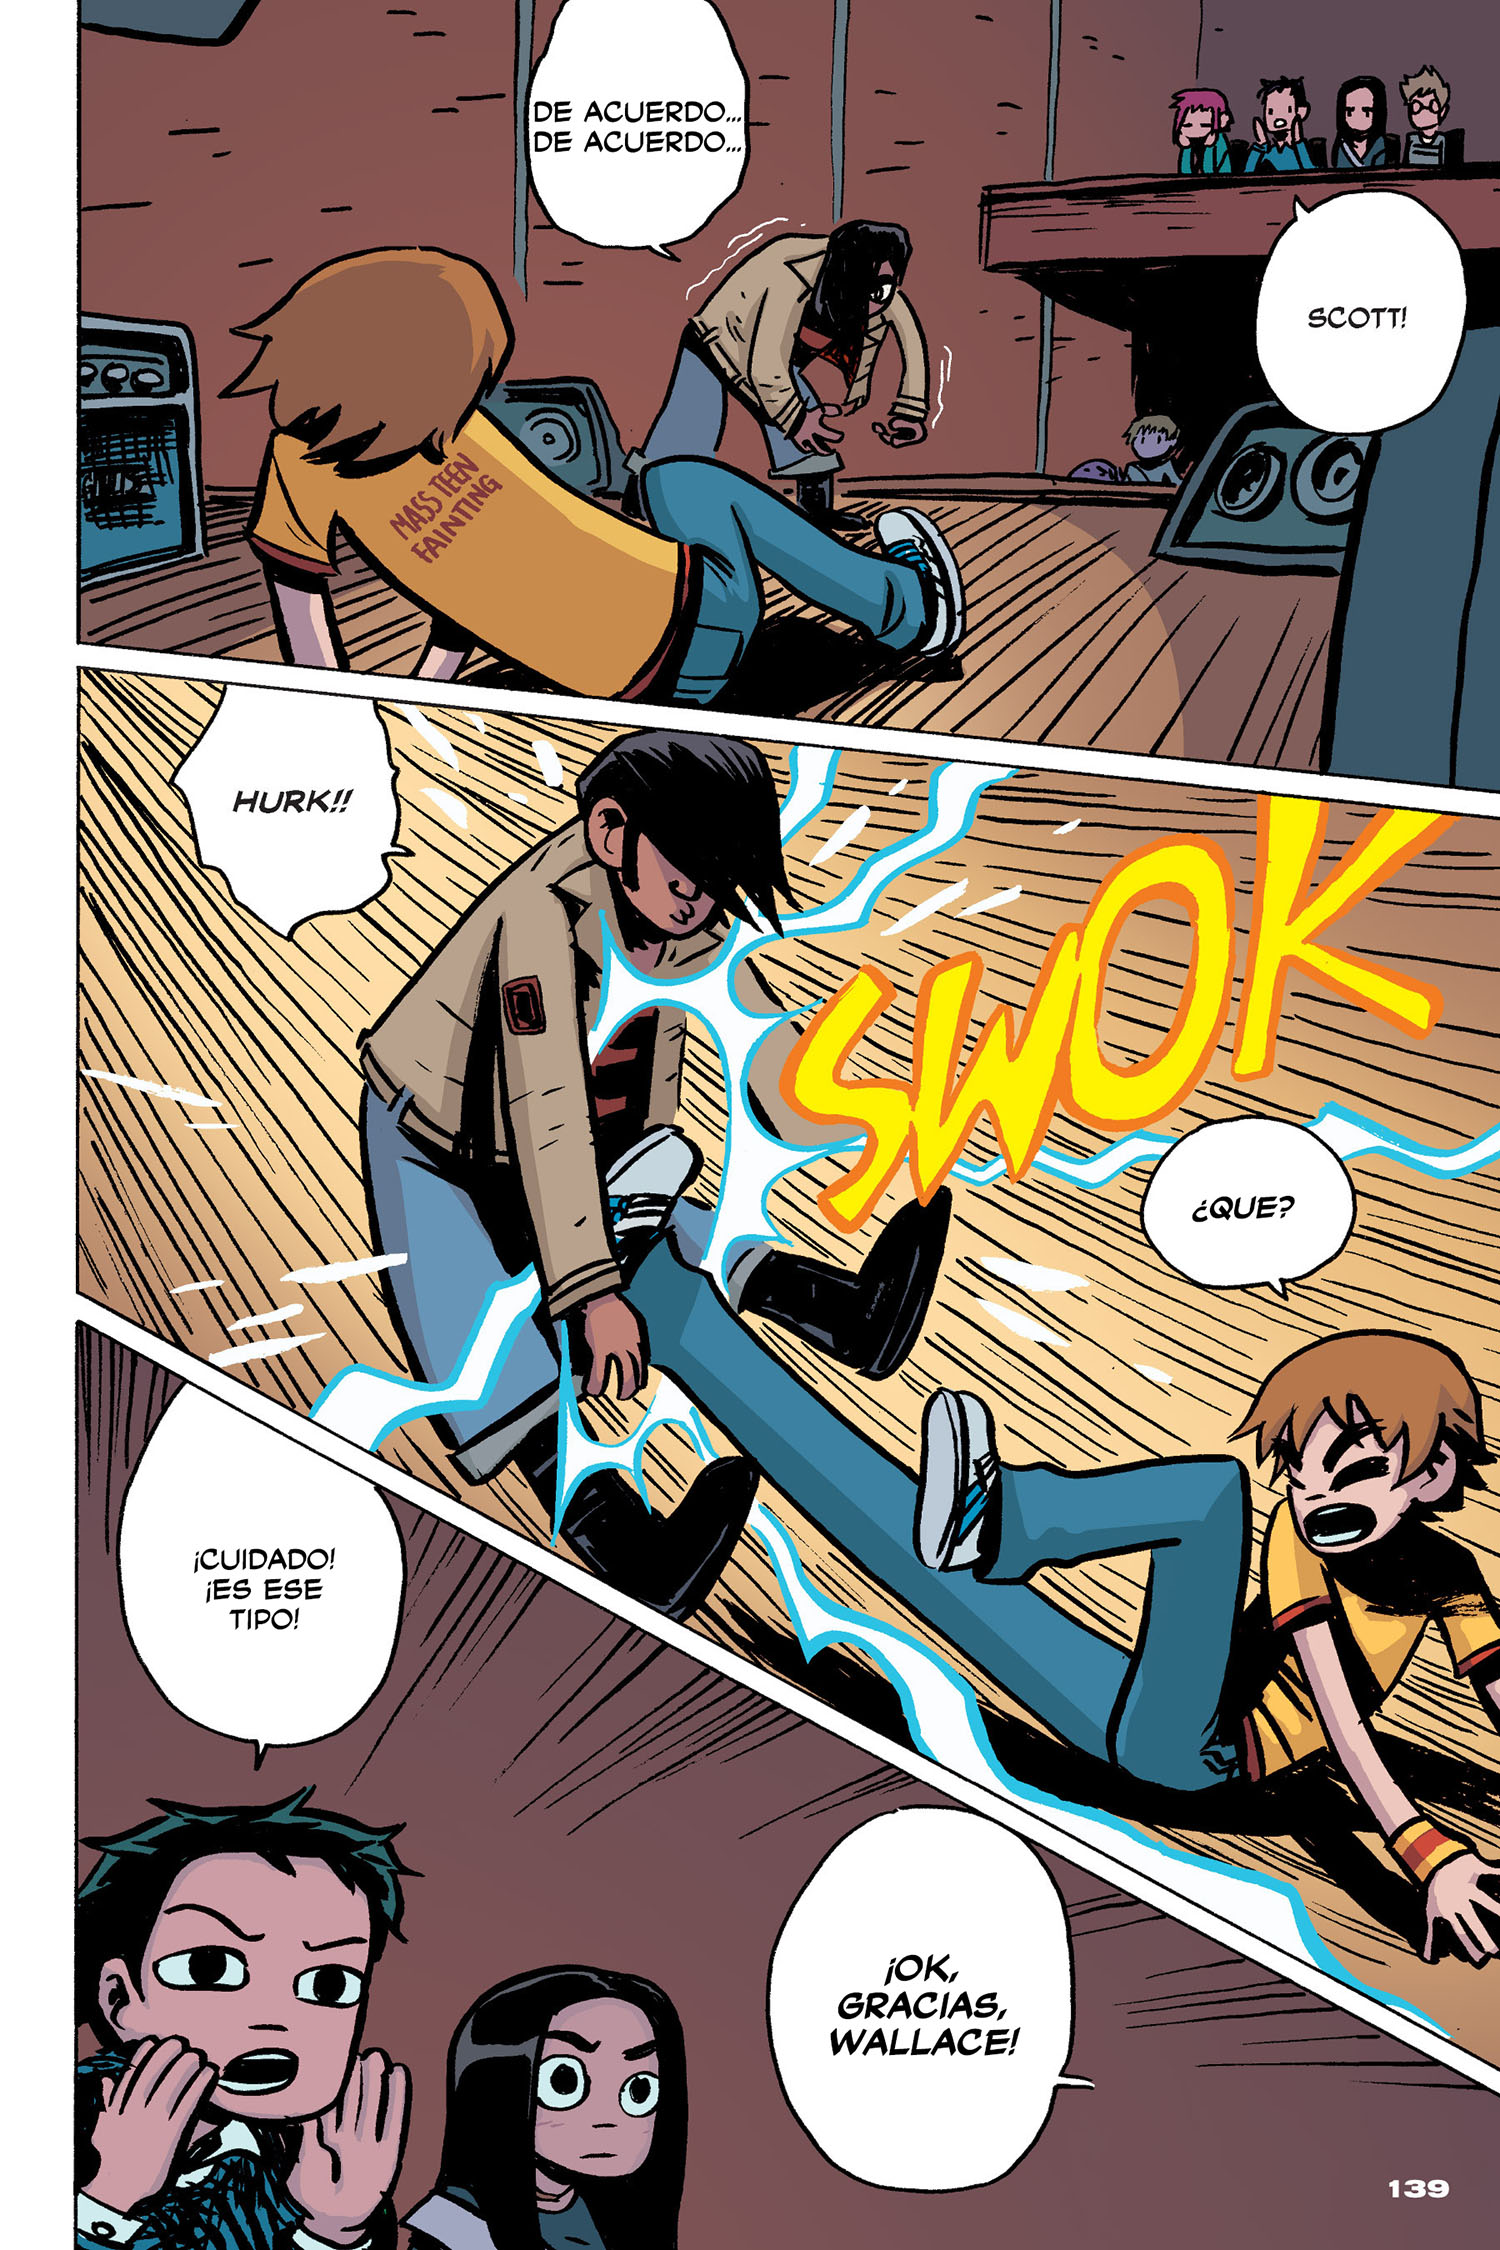 DE ACUERDO...
DE ACUERDO...
SCOTT!
MASS TEEN
FAINTING
HURK!!
SWOK
¿QUE?
¡CUIDADO!
¡ES ESE
TIPO!
¡OK,
GRACIAS,
WALLACE!
139